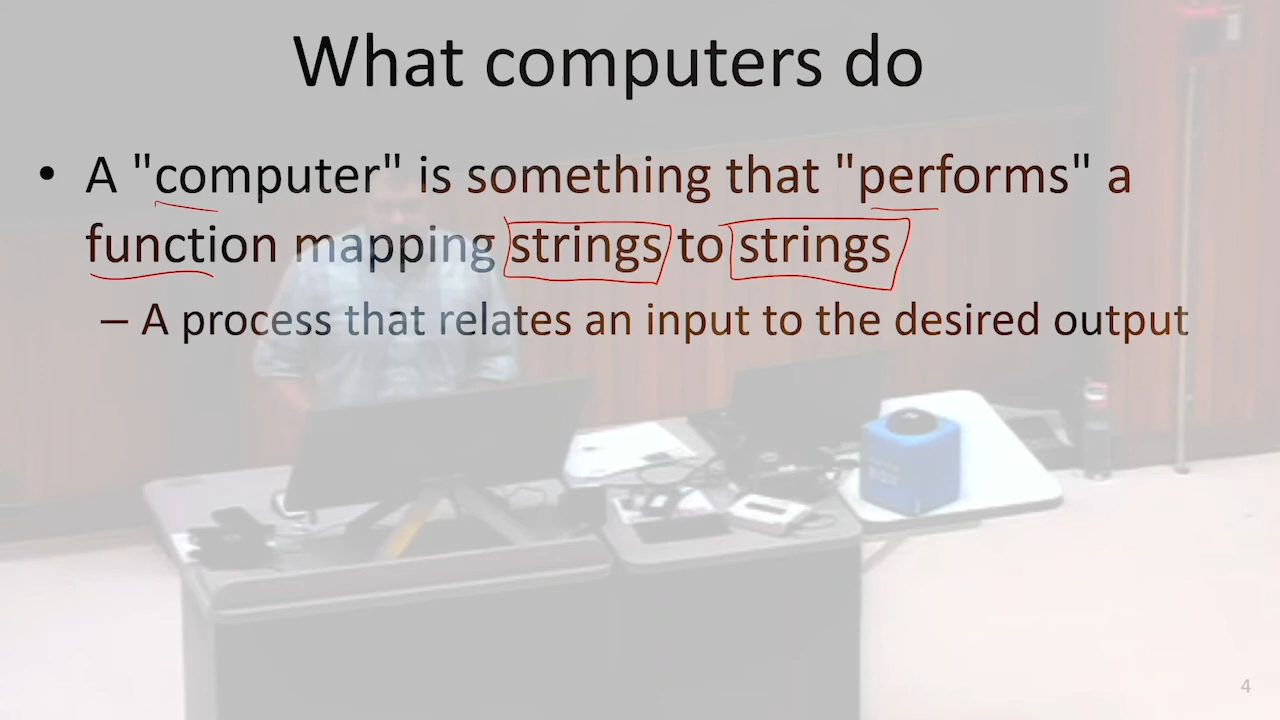 What computers do
• A "computer" is something that "performs" a
function mapping strings to strings
– A process that relates an input to the desired output
4